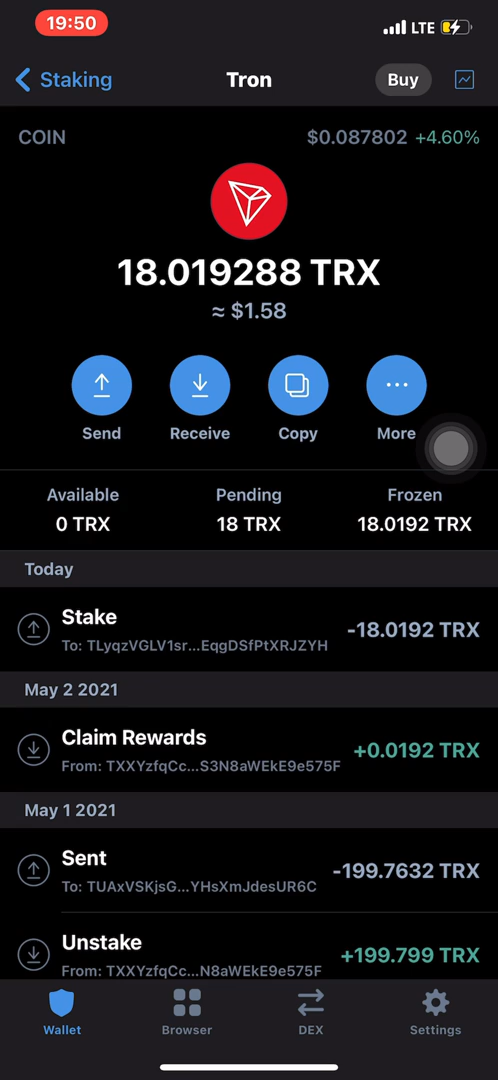 19:50
LTE
Staking
Tron
Buy
COIN
$0.087802 +4.60%
18.019288 TRX
≈ $1.58
Send
Receive
Copy
More
Available
Pending
Frozen
0 TRX
18 TRX
18.0192 TRX
Today
Stake
-18.0192 TRX
To: TLyqzVGLV1sr...EqgDSfPtXRJZYH
May 2 2021
Claim Rewards
+0.0192 TRX
From: TXXYzfqCc...S3N8aWEkE9e575F
May 1 2021
Sent
-199.7632 TRX
To: TUAxVSKjsG...YHsXmJdesUR6C
Unstake
+199.799 TRX
From: TXXYzfqCc...N8aWEkE9e575F
Wallet
Browser
DEX
Settings